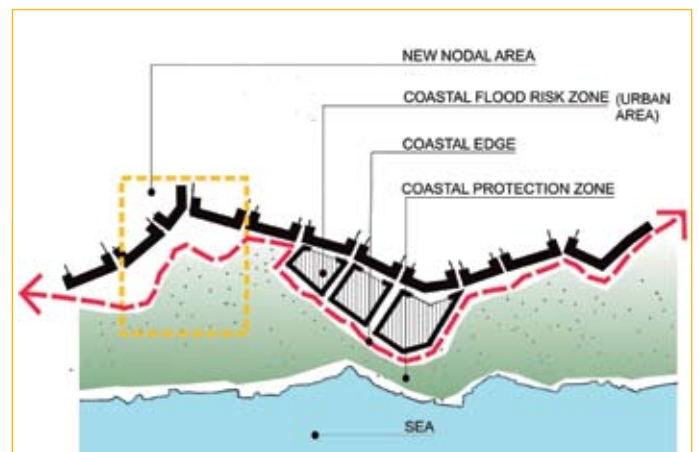 NEW NODAL AREA
COASTAL FLOOD RISK ZONE (URBAN AREA)
COASTAL EDGE
COASTAL PROTECTION ZONE
SEA